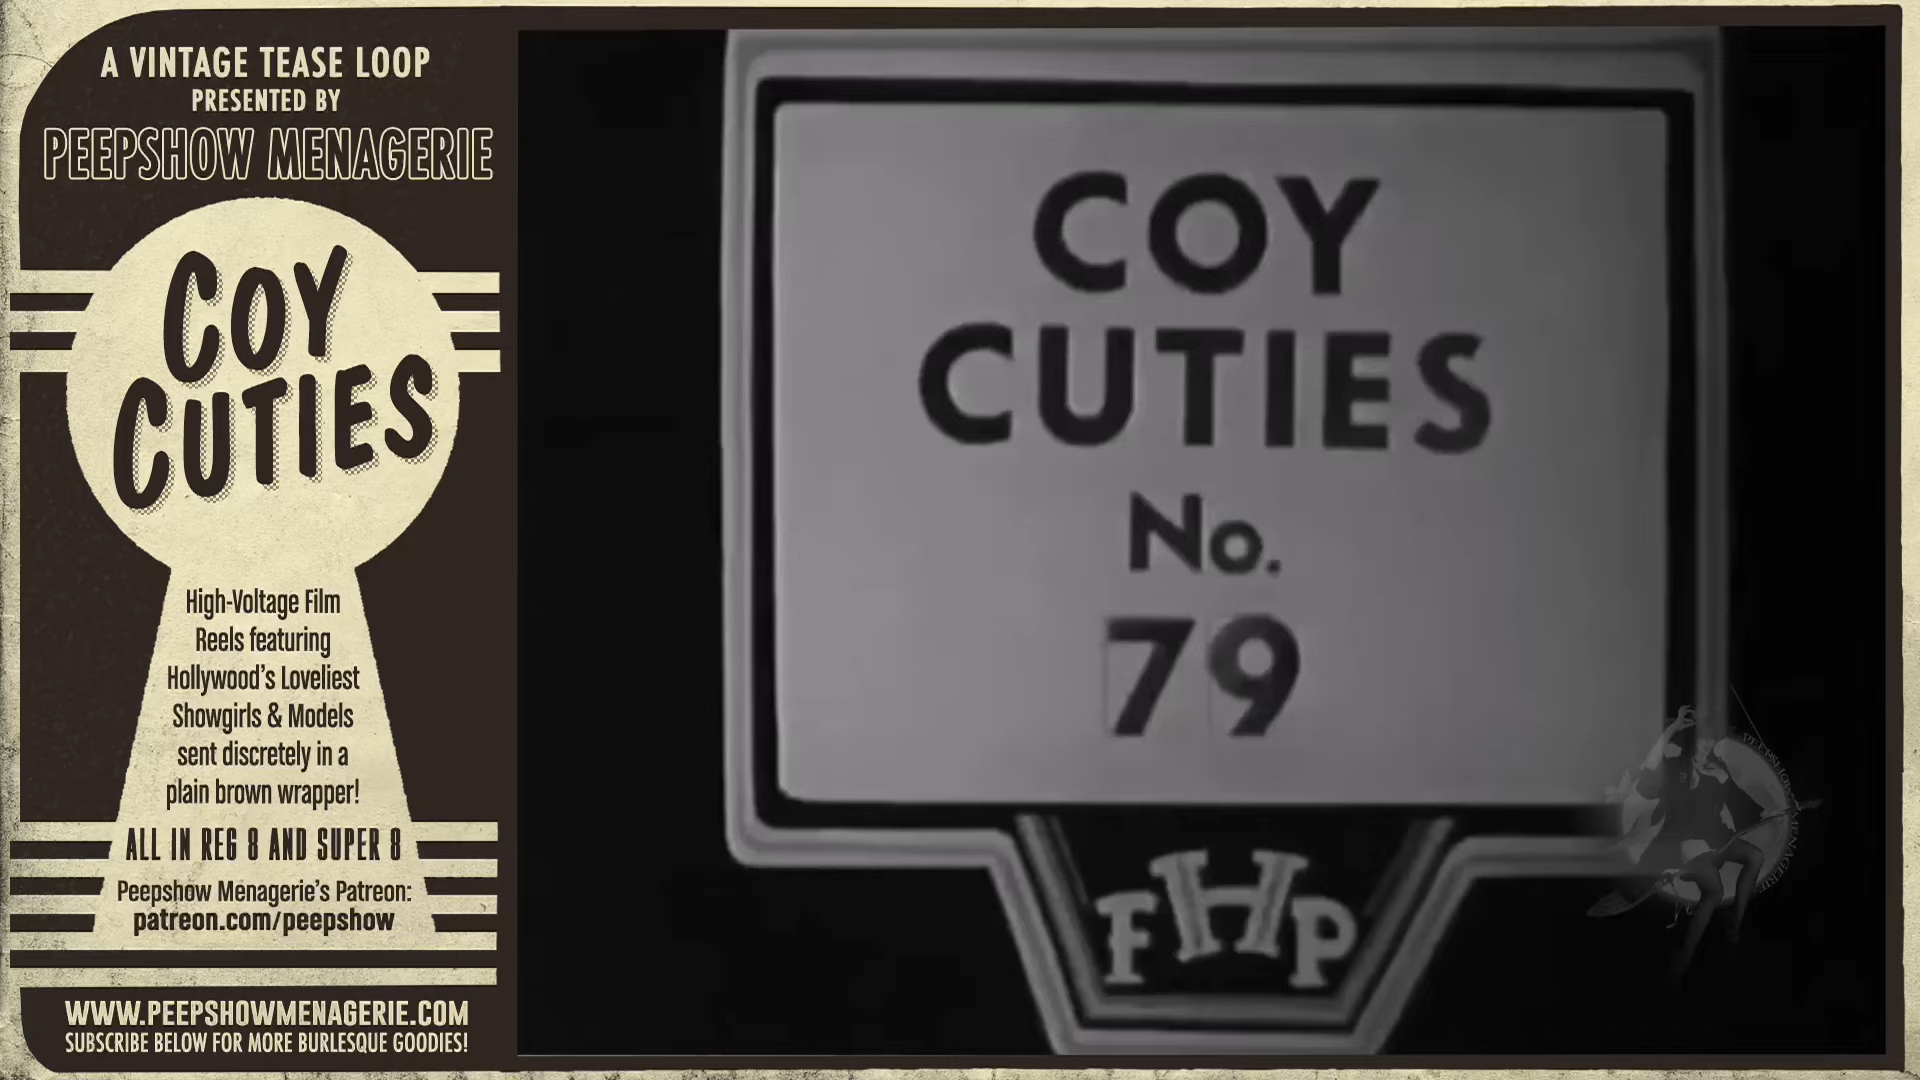 A VINTAGE TEASE LOOP
PRESENTED BY
PEEPSHOW MENAGERIE
COY
CUTIES
High-Voltage Film
Reels featuring
Hollywood's Loveliest
Showgirls & Models
sent discretely in a
plain brown wrapper!
ALL IN REG 8 AND SUPER 8
Peepshow Menagerie's Patreon:
patreon.com/peepshow
WWW.PEEPSHOWMENAGERIE.COM
SUBSCRIBE BELOW FOR MORE BURLESQUE GOODIES!
COY
CUTIES
No.
79
FHP
PEEPSHOW MENAGERIE